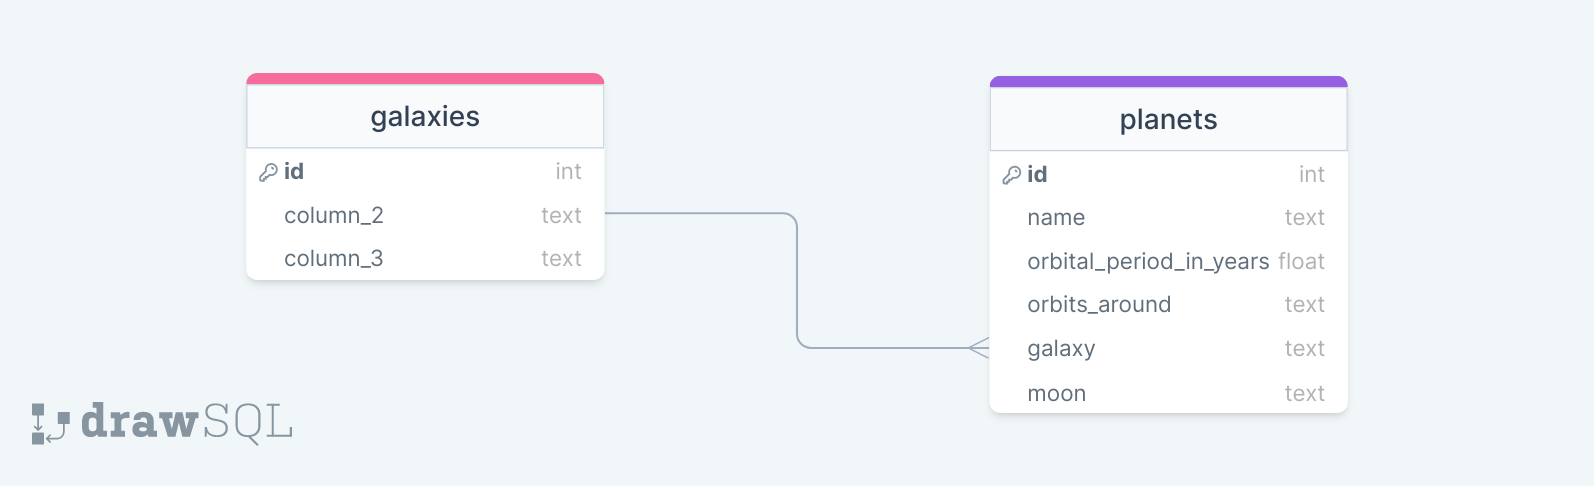 galaxies
id int
column_2 text
column_3 text
planets
id int
name text
orbital_period_in_years float
orbits_around text
galaxy text
moon text
drawSQL